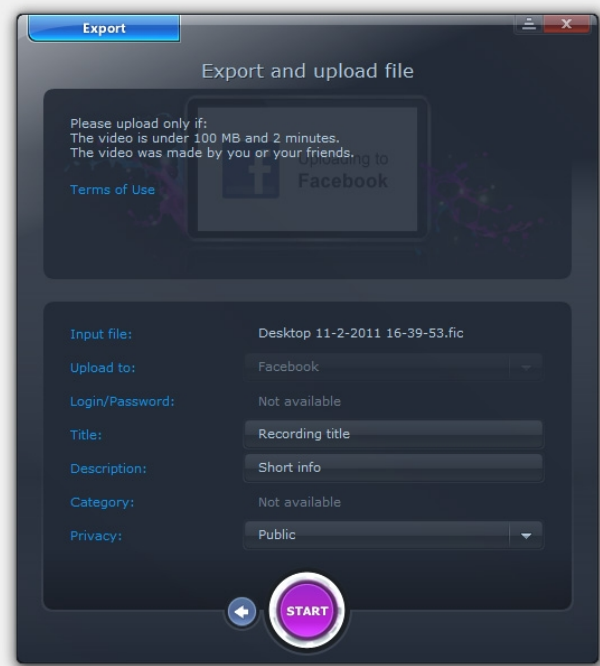 Export
Export and upload file
Please upload only if:
The video is under 100 MB and 2 minutes.
The video was made by you or your friends.
Uploading to
Facebook
Terms of Use
Input file: Desktop 11-2-2011 16-39-53.fic
Upload to: Facebook
Login/Password: Not available
Title: Recording title
Description: Short info
Category: Not available
Privacy: Public
START